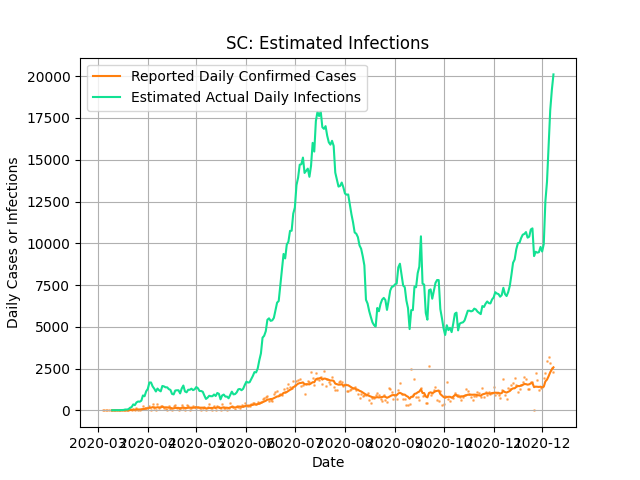 SC: Estimated Infections
Reported Daily Confirmed Cases
Estimated Actual Daily Infections
Daily Cases or Infections
20000
17500
15000
12500
10000
7500
5000
2500
0
2020-03 2020-04 2020-05 2020-06 2020-07 2020-08 2020-09 2020-10 2020-11 2020-12
Date